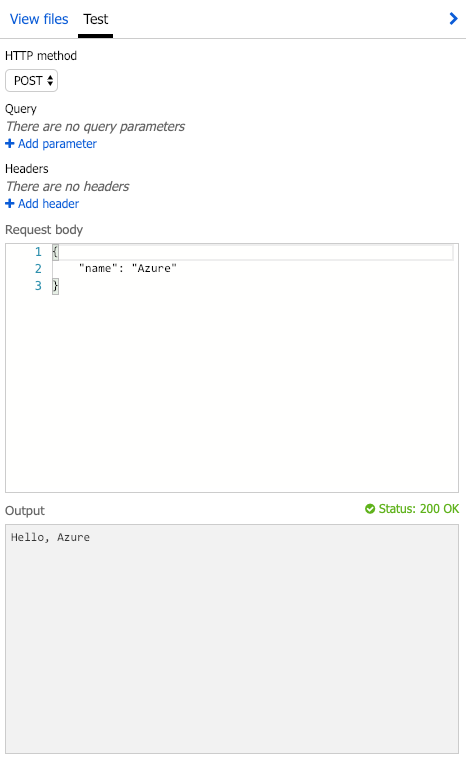 View files Test
HTTP method
POST
Query
There are no query parameters
Add parameter
Headers
There are no headers
Add header
Request body
1 {
2 "name": "Azure"
3 }
Output Status: 200 OK
Hello, Azure